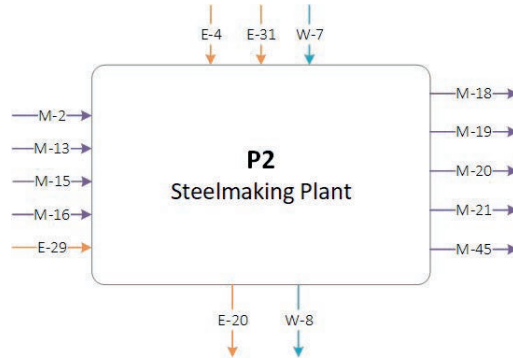 E-4 E-31 W-7
M-2
M-13
M-15
M-16
E-29
P2
Steelmaking Plant
M-18
M-19
M-20
M-21
M-45
E-20 W-8